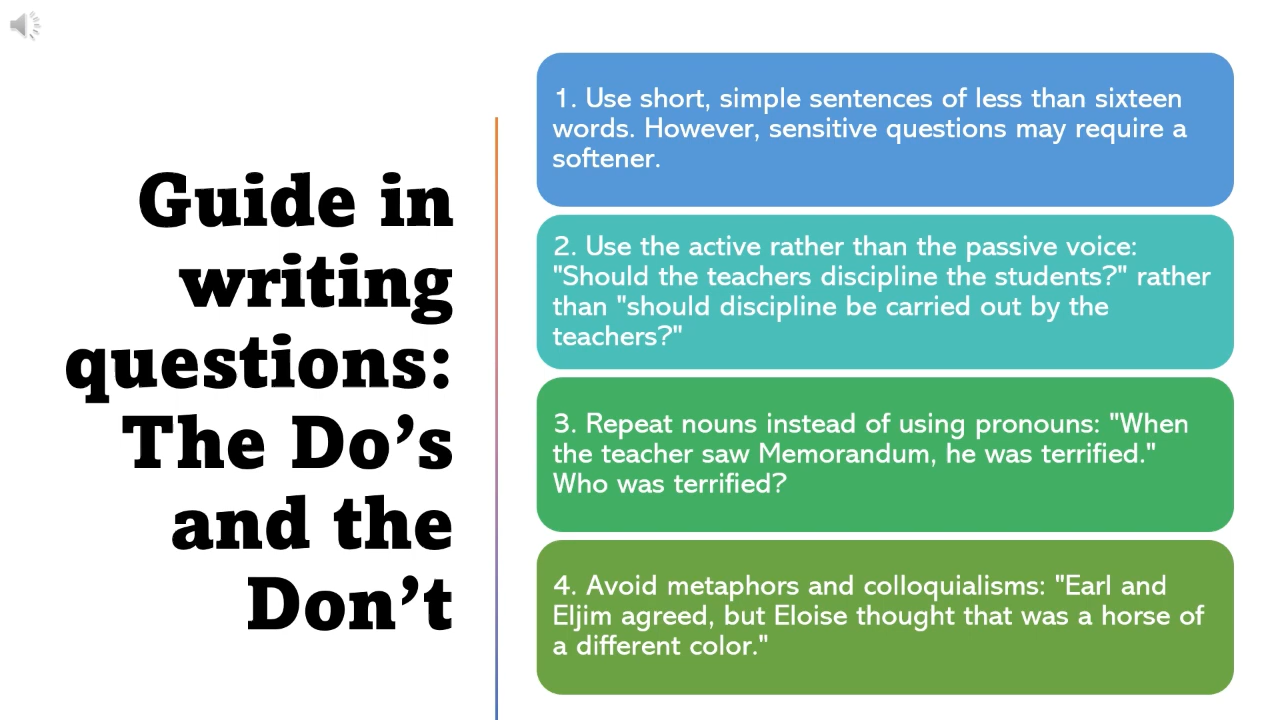 Guide in
writing
questions:
The Do’s
and the
Don’t
1. Use short, simple sentences of less than sixteen
words. However, sensitive questions may require a
softener.
2. Use the active rather than the passive voice:
"Should the teachers discipline the students?" rather
than "should discipline be carried out by the
teachers?"
3. Repeat nouns instead of using pronouns: "When
the teacher saw Memorandum, he was terrified."
Who was terrified?
4. Avoid metaphors and colloquialisms: "Earl and
Eljim agreed, but Eloise thought that was a horse of
a different color."